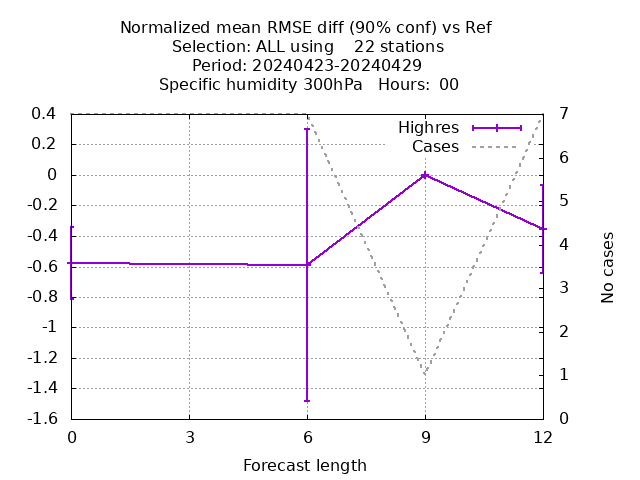 Normalized mean RMSE diff (90% conf) vs Ref
Selection: ALL using    22 stations
Period: 20240423-20240429
Specific humidity 300hPa   Hours:  00
Highres
Cases
0.4
0.2
0
-0.2
-0.4
-0.6
-0.8
-1
-1.2
-1.4
-1.6
7
6
5
4
3
2
1
0
No cases
0 3 6 9 12
Forecast length